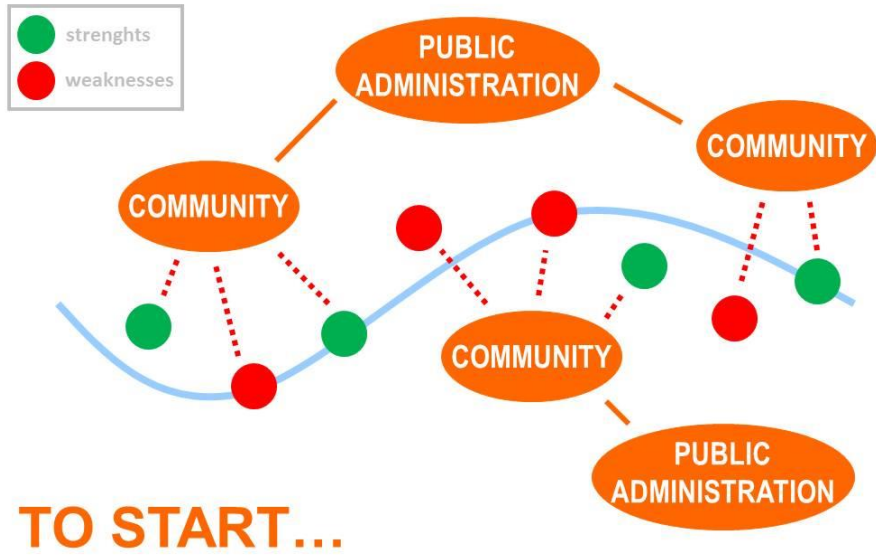 strenghts
weaknesses
PUBLIC
ADMINISTRATION
COMMUNITY
COMMUNITY
COMMUNITY
PUBLIC
ADMINISTRATION
TO START...